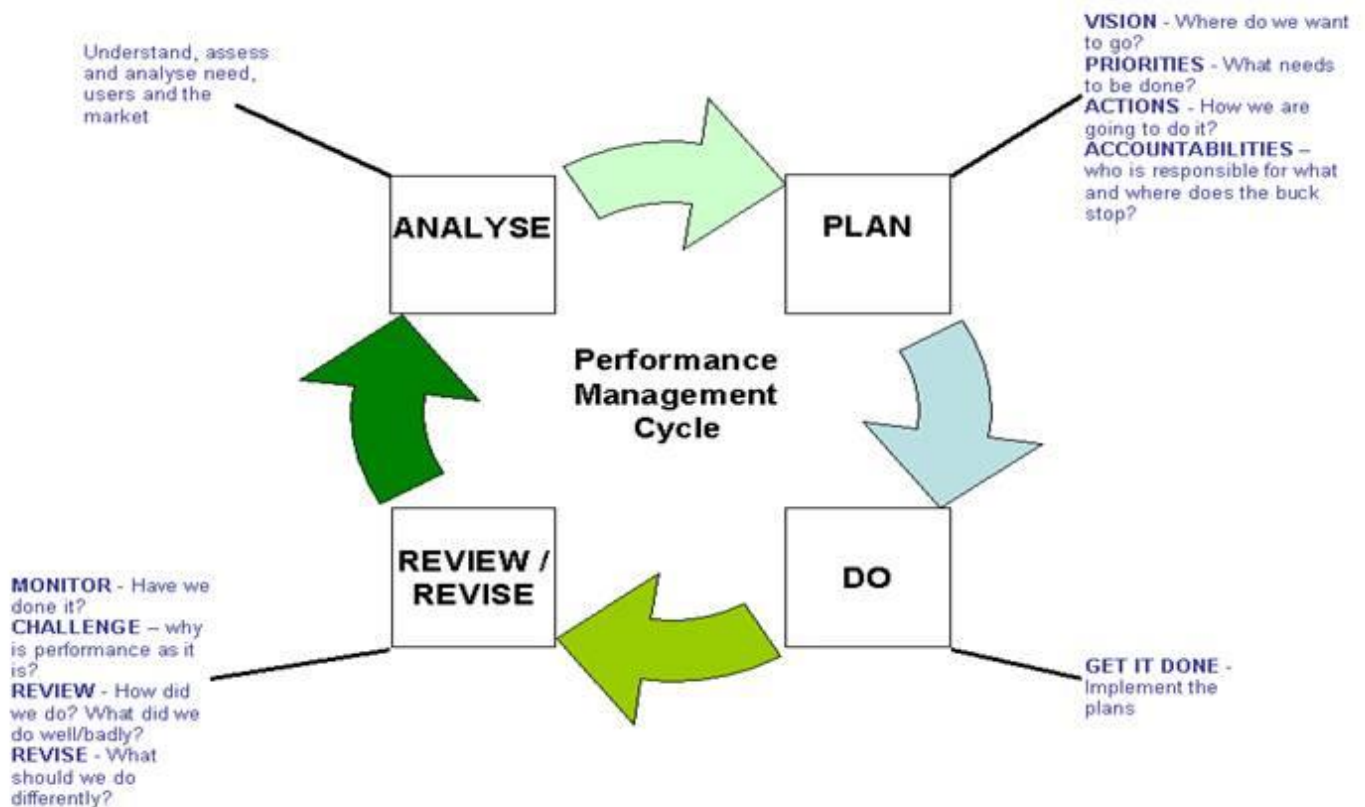 Understand, assess
and analyse need,
users and the
market
VISION - Where do we want
to go?
PRIORITIES - What needs
to be done?
ACTIONS - How we are
going to do it?
ACCOUNTABILITIES –
who is responsible for what
and where does the buck
stop?
ANALYSE
PLAN
Performance
Management
Cycle
REVIEW /
REVISE
DO
MONITOR - Have we
done it?
CHALLENGE – why
is performance as it
is?
REVIEW - How did
we do? What did we
do well/badly?
REVISE - What
should we do
differently?
GET IT DONE -
Implement the
plans